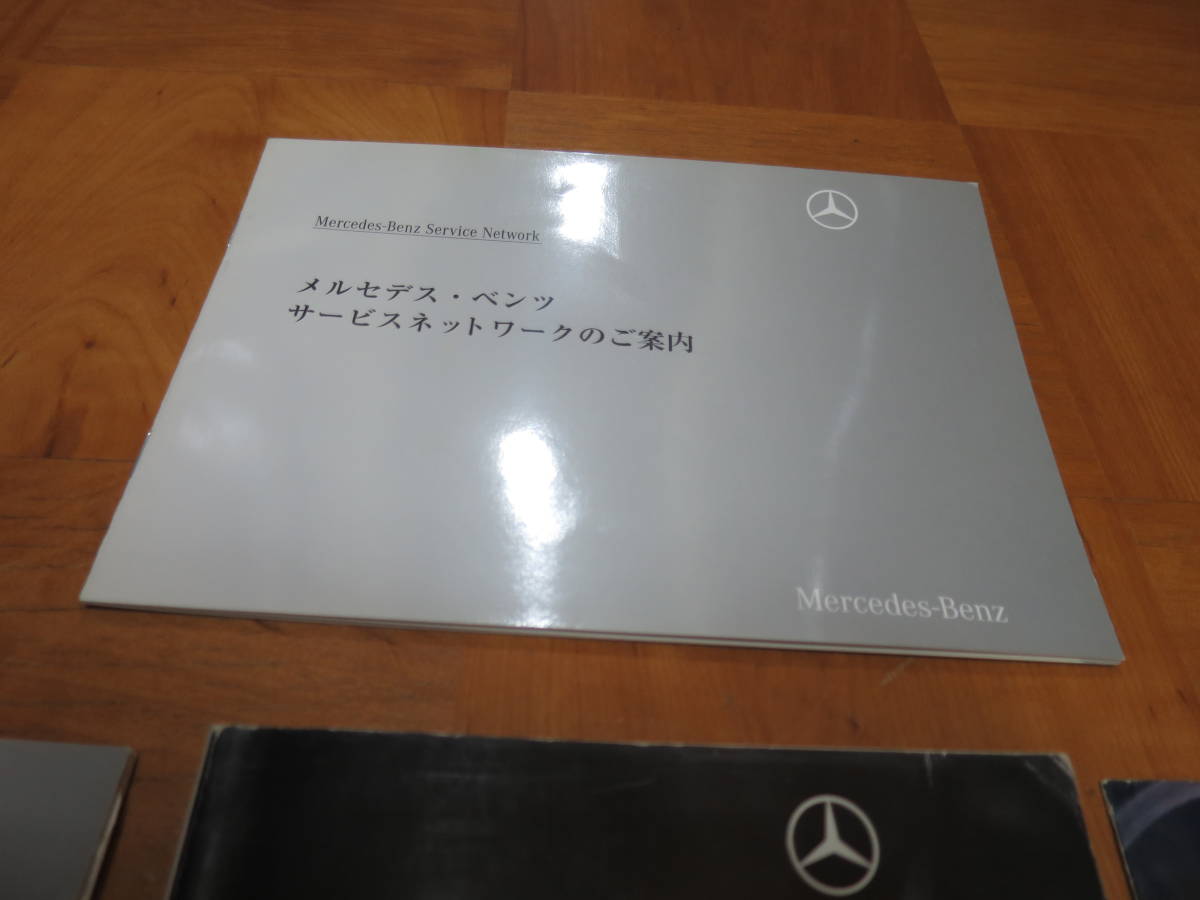 Mercedes-Benz Service Network
メルセデス・ベンツ
サービスネットワークのご案内
Mercedes-Benz